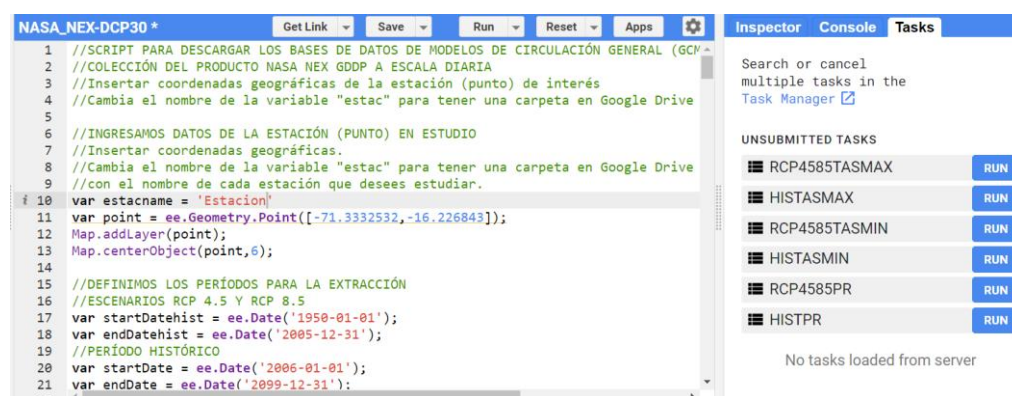 NASA_NEX-DCP30 *
Get Link Save Run Reset Apps
1 //SCRIPT PARA DESCARGAR LOS BASES DE DATOS DE MODELOS DE CIRCULACIÓN GENERAL (GCM
2 //COLECCIÓN DEL PRODUCTO NASA NEX GDDP A ESCALA DIARIA
3 //Insertar coordenadas geográficas de la estación (punto) de interés
4 //Cambia el nombre de la variable "estac" para tener una carpeta en Google Drive
5
6 //INGRESAMOS DATOS DE LA ESTACIÓN (PUNTO) EN ESTUDIO
7 //Insertar coordenadas geográficas.
8 //Cambia el nombre de la variable "estac" para tener una carpeta en Google Drive
9 //con el nombre de cada estación que desees estudiar.
i 10 var estacname = 'Estacion'
11 var point = ee.Geometry.Point([-71.3332532,-16.226843]);
12 Map.addLayer(point);
13 Map.centerObject(point,6);
14
15 //DEFINIMOS LOS PERÍODOS PARA LA EXTRACCIÓN
16 //ESCENARIOS RCP 4.5 Y RCP 8.5
17 var startDatehist = ee.Date('1950-01-01');
18 var endDatehist = ee.Date('2005-12-31');
19 //PERÍODO HISTÓRICO
20 var startDate = ee.Date('2006-01-01');
21 var endDate = ee.Date('2099-12-31');
Inspector Console Tasks
Search or cancel
multiple tasks in the
Task Manager
UNSUBMITTED TASKS
RCP4585TASMAX RUN
HISTASMAX RUN
RCP4585TASMIN RUN
HISTASMIN RUN
RCP4585PR RUN
HISTPR RUN
No tasks loaded from server